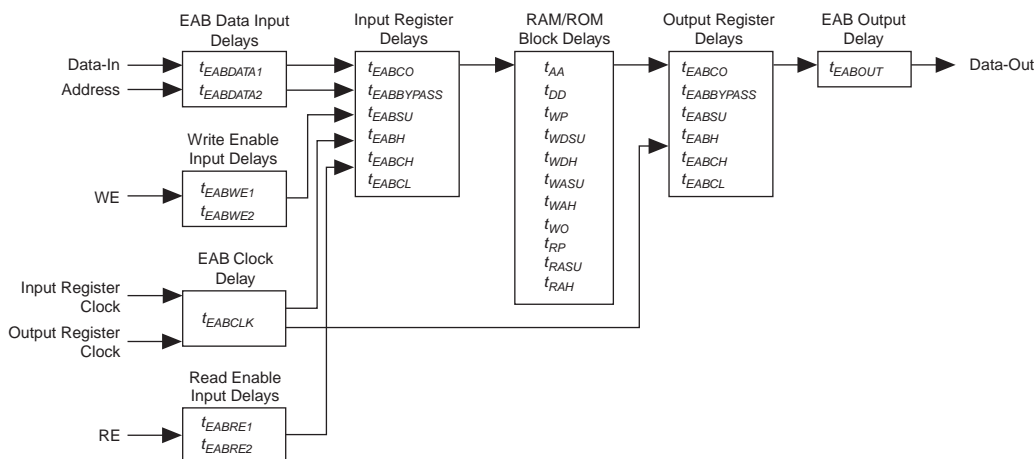 EAB Data Input
Delays
Input Register
Delays
RAM/ROM
Block Delays
Output Register
Delays
EAB Output
Delay
Data-In
Address
tEABDATA1
tEABDATA2
tEABCO
tEABBYPASS
tEABSU
tEABH
tEABCH
tEABCL
tAA
tDD
tWP
tWDSU
tWDH
tWASU
tWAH
tWO
tRP
tRASU
tRAH
tEABCO
tEABBYPASS
tEABSU
tEABH
tEABCH
tEABCL
tEABOUT
Data-Out
Write Enable
Input Delays
WE
tEABWE1
tEABWE2
EAB Clock
Delay
Input Register
Clock
Output Register
Clock
tEABCLK
Read Enable
Input Delays
RE
tEABRE1
tEABRE2